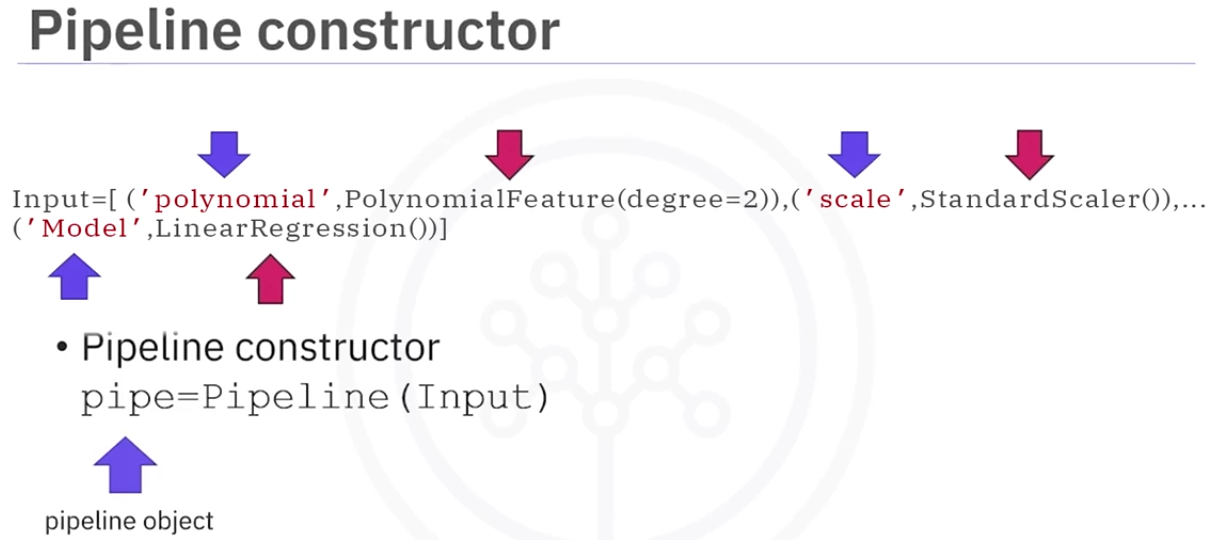 Pipeline constructor
Input=[ ('polynomial',PolynomialFeature(degree=2)),('scale',StandardScaler()),...
('Model',LinearRegression())]
• Pipeline constructor
pipe=Pipeline(Input)
pipeline object